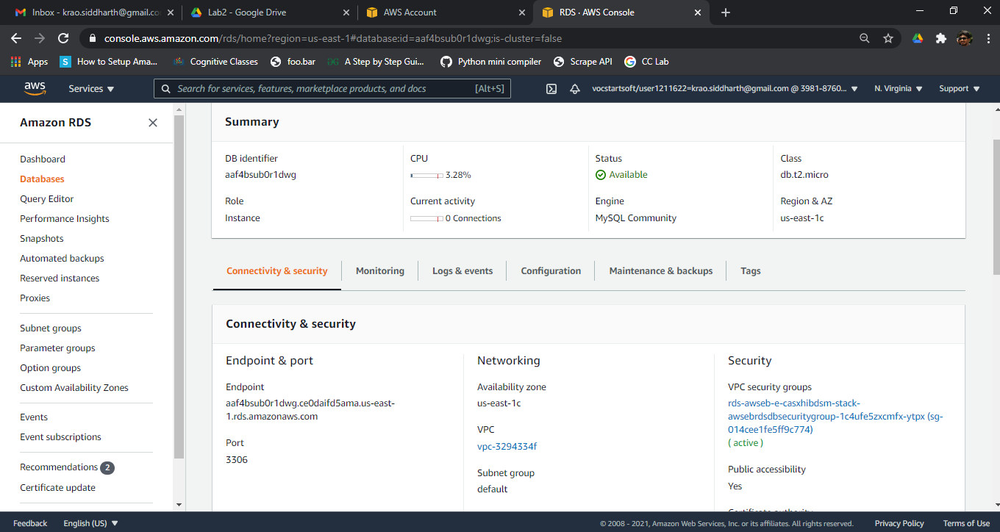 Inbox - krao.siddharth@gmail.co
Lab2 - Google Drive
AWS Account
RDS · AWS Console
console.aws.amazon.com/rds/home?region=us-east-1#database:id=aaf4bsub0r1dwg;is-cluster=false
Apps
S
How to Setup Ama...
Cognitive Classes
foo.bar
A Step by Step Gui...
Python mini compiler
Scrape API
CC Lab
aws
Services
Search for services, features, marketplace products, and docs
[Alt+S]
vocstartsoft/user1211622=krao.siddharth@gmail.com @ 3981-8760...
N. Virginia
Support
Amazon RDS
Dashboard
Databases
Query Editor
Performance Insights
Snapshots
Automated backups
Reserved instances
Proxies
Subnet groups
Parameter groups
Option groups
Custom Availability Zones
Events
Event subscriptions
Recommendations 2
Certificate update
Summary
DB identifier
aaf4bsub0r1dwg
CPU
3.28%
Status
Available
Class
db.t2.micro
Role
Instance
Current activity
0 Connections
Engine
MySQL Community
Region & AZ
us-east-1c
Connectivity & security
Monitoring
Logs & events
Configuration
Maintenance & backups
Tags
Connectivity & security
Endpoint & port
Endpoint
aaf4bsub0r1dwg.ce0daifd5ama.us-east-
1.rds.amazonaws.com
Port
3306
Networking
Availability zone
us-east-1c
VPC
vpc-3294334f
Subnet group
default
Security
VPC security groups
rds-awseb-e-casxhibdsm-stack-
awsebrdsdbsecuritygroup-1c4ufe5zxcmfx-ytpx (sg-
014cee1fe5ff9c774)
( active )
Public accessibility
Yes
Certificate authority
Feedback
English (US)
© 2008 - 2021, Amazon Web Services, Inc. or its affiliates. All rights reserved.
Privacy Policy
Terms of Use